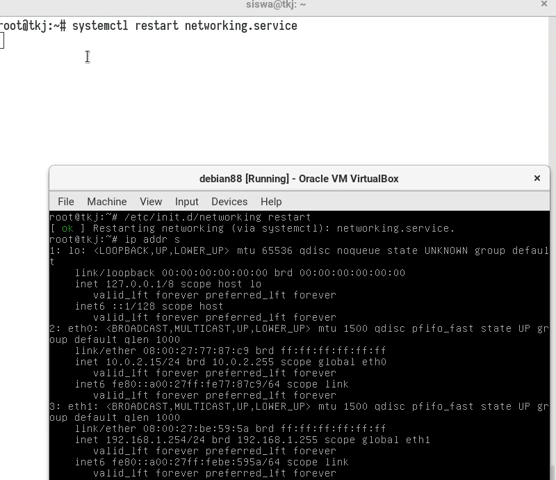 siswa@tkj: ~
root@tkj:~# systemctl restart networking.service
debian88 [Running] - Oracle VM VirtualBox
File Machine View Input Devices Help
root@tkj:~# /etc/init.d/networking restart
[ ok ] Restarting networking (via systemctl): networking.service.
root@tkj:~# ip addr s
1: lo: <LOOPBACK,UP,LOWER_UP> mtu 65536 qdisc noqueue state UNKNOWN group defaul
t
link/loopback 00:00:00:00:00:00 brd 00:00:00:00:00:00
inet 127.0.0.1/8 scope host lo
valid_lft forever preferred_lft forever
inet6 ::1/128 scope host
valid_lft forever preferred_lft forever
2: eth0: <BROADCAST,MULTICAST,UP,LOWER_UP> mtu 1500 qdisc pfifo_fast state UP gr
oup default qlen 1000
link/ether 08:00:27:77:87:c9 brd ff:ff:ff:ff:ff:ff
inet 10.0.2.15/24 brd 10.0.2.255 scope global eth0
valid_lft forever preferred_lft forever
inet6 fe80::a00:27ff:fe77:87c9/64 scope link
valid_lft forever preferred_lft forever
3: eth1: <BROADCAST,MULTICAST,UP,LOWER_UP> mtu 1500 qdisc pfifo_fast state UP gr
oup default qlen 1000
link/ether 08:00:27:be:59:5a brd ff:ff:ff:ff:ff:ff
inet 192.168.1.254/24 brd 192.168.1.255 scope global eth1
valid_lft forever preferred_lft forever
inet6 fe80::a00:27ff:febe:595a/64 scope link
valid_lft forever preferred_lft forever